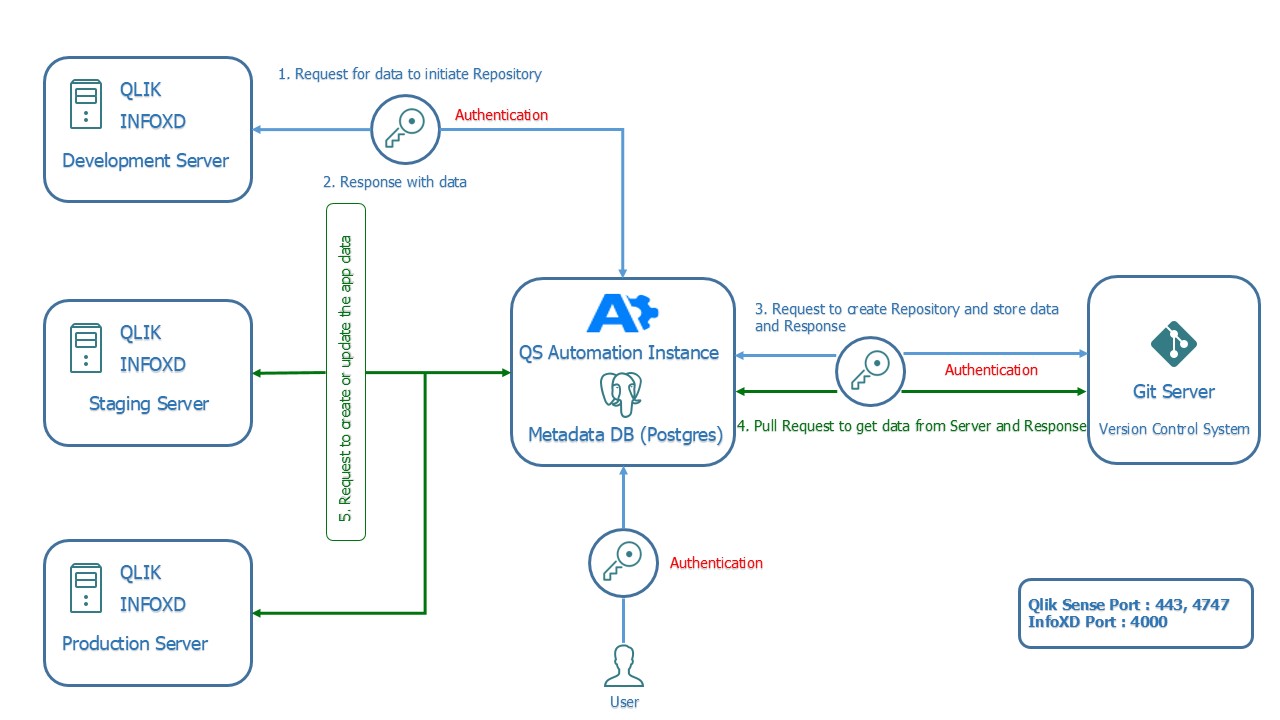 1. Request for data to initiate Repository
QLIK
INFOXD
Development Server
Authentication
2. Response with data
5. Request to create or update the app data
QLIK
INFOXD
Staging Server
QS Automation Instance
Metadata DB (Postgres)
3. Request to create Repository and store data
and Response
Authentication
4. Pull Request to get data from Server and Response
Git Server
Version Control System
QLIK
INFOXD
Production Server
Authentication
User
Qlik Sense Port : 443, 4747
InfoXD Port : 4000